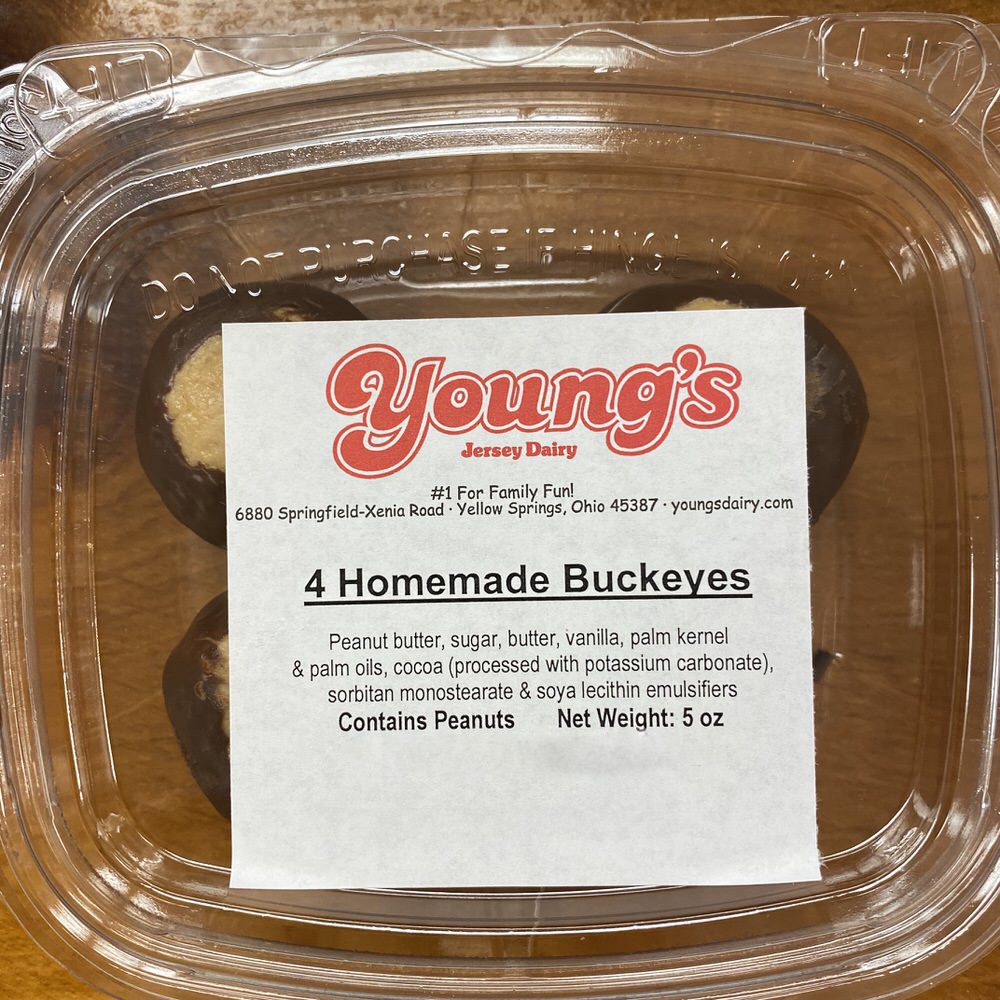 LIFT
LIFT
DO NOT PURCHASE IF HINGE IS
Young's
Jersey Dairy
#1 For Family Fun!
6880 Springfield-Xenia Road · Yellow Springs, Ohio 45387 · youngsdairy.com
4 Homemade Buckeyes
Peanut butter, sugar, butter, vanilla, palm kernel
& palm oils, cocoa (processed with potassium carbonate),
sorbitan monostearate & soya lecithin emulsifiers
Contains Peanuts Net Weight: 5 oz